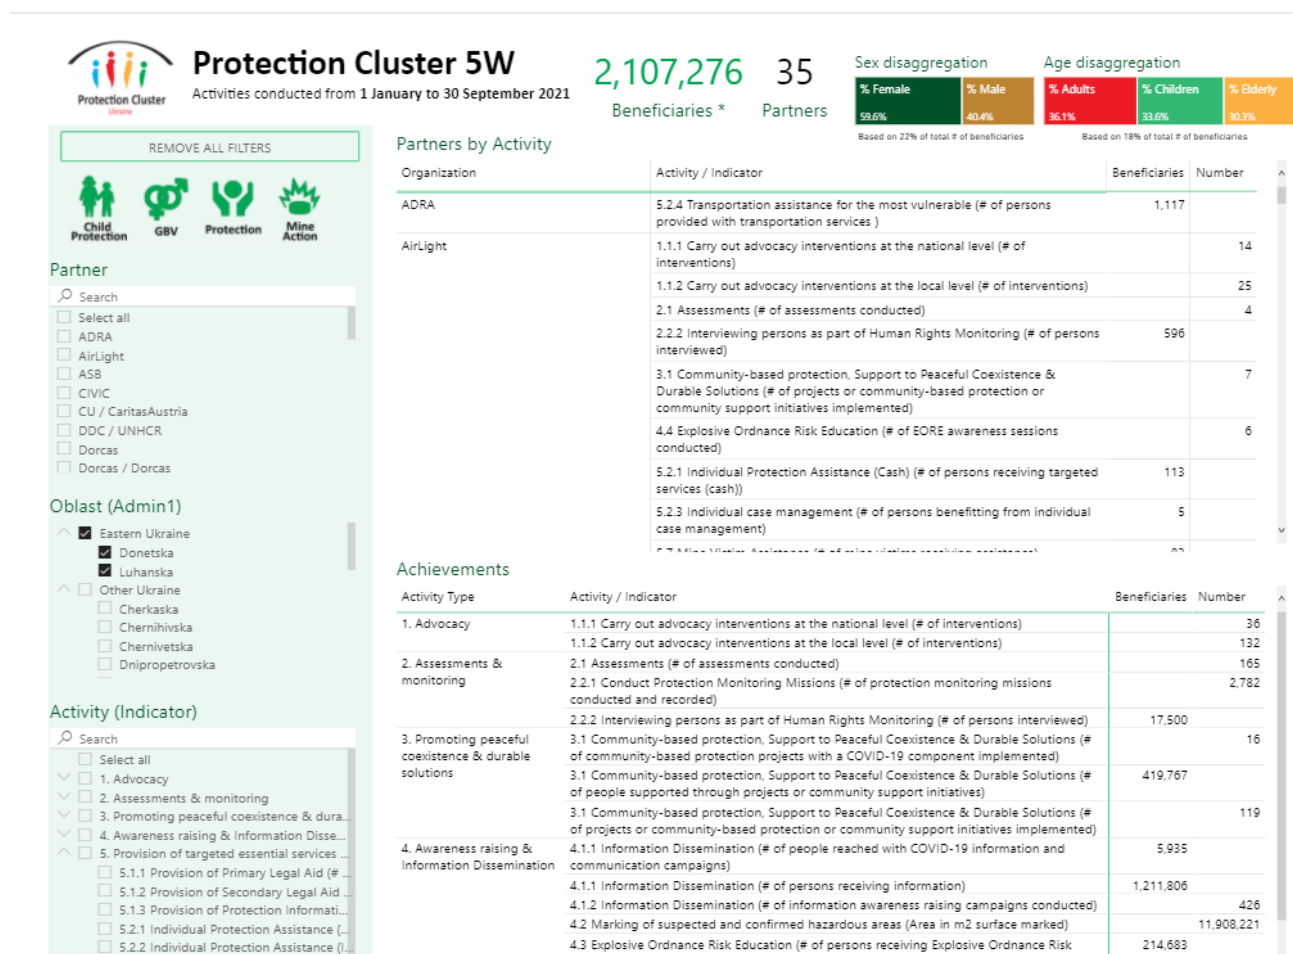 Protection Cluster
Ukraine
Protection Cluster 5W
Activities conducted from 1 January to 30 September 2021
2,107,276
Beneficiaries *
35
Partners
Sex disaggregation
% Female
% Male
59.6%
40.4%
Based on 22% of total # of beneficiaries
Age disaggregation
% Adults
% Children
% Elderly
36.1%
33.6%
30.3%
Based on 18% of total # of beneficiaries
REMOVE ALL FILTERS
Child
Protection
GBV
Protection
Mine
Action
Partner
Search
Select all
ADRA
AirLight
ASB
CIVIC
CU / CaritasAustria
DDC / UNHCR
Dorcas
Dorcas / Dorcas
Oblast (Admin1)
Eastern Ukraine
Donetska
Luhanska
Other Ukraine
Cherkaska
Chernihivska
Chernivetska
Dnipropetrovska
Activity (Indicator)
Search
Select all
1. Advocacy
2. Assessments & monitoring
3. Promoting peaceful coexistence & dura...
4. Awareness raising & Information Disse...
5. Provision of targeted essential services ...
5.1.1 Provision of Primary Legal Aid (# ...
5.1.2 Provision of Secondary Legal Aid ...
5.1.3 Provision of Protection Informati...
5.2.1 Individual Protection Assistance (...
5.2.2 Individual Protection Assistance (I...
Partners by Activity
Organization
Activity / Indicator
Beneficiaries
Number
ADRA
5.2.4 Transportation assistance for the most vulnerable (# of persons
provided with transportation services )
1,117
AirLight
1.1.1 Carry out advocacy interventions at the national level (# of
interventions)
14
1.1.2 Carry out advocacy interventions at the local level (# of interventions)
25
2.1 Assessments (# of assessments conducted)
4
2.2.2 Interviewing persons as part of Human Rights Monitoring (# of persons
interviewed)
596
3.1 Community-based protection, Support to Peaceful Coexistence &
Durable Solutions (# of projects or community-based protection or
community support initiatives implemented)
7
4.4 Explosive Ordnance Risk Education (# of EORE awareness sessions
conducted)
6
5.2.1 Individual Protection Assistance (Cash) (# of persons receiving targeted
services (cash))
113
5.2.3 Individual case management (# of persons benefitting from individual
case management)
5
5.7 Mine Victim Assistance (# of mine victims receiving assistance)
Achievements
Activity Type
Activity / Indicator
Beneficiaries
Number
1. Advocacy
1.1.1 Carry out advocacy interventions at the national level (# of interventions)
36
1.1.2 Carry out advocacy interventions at the local level (# of interventions)
132
2. Assessments &
monitoring
2.1 Assessments (# of assessments conducted)
165
2.2.1 Conduct Protection Monitoring Missions (# of protection monitoring missions
conducted and recorded)
2,782
2.2.2 Interviewing persons as part of Human Rights Monitoring (# of persons interviewed)
17,500
3. Promoting peaceful
coexistence & durable
solutions
3.1 Community-based protection, Support to Peaceful Coexistence & Durable Solutions (#
of community-based protection projects with a COVID-19 component implemented)
16
3.1 Community-based protection, Support to Peaceful Coexistence & Durable Solutions (#
of people supported through projects or community support initiatives)
419,767
3.1 Community-based protection, Support to Peaceful Coexistence & Durable Solutions (#
of projects or community-based protection or community support initiatives implemented)
119
4. Awareness raising &
Information Dissemination
4.1.1 Information Dissemination (# of people reached with COVID-19 information and
communication campaigns)
5,935
4.1.1 Information Dissemination (# of persons receiving information)
1,211,806
4.1.2 Information Dissemination (# of information awareness raising campaigns conducted)
426
4.2 Marking of suspected and confirmed hazardous areas (Area in m2 surface marked)
11,908,221
4.3 Explosive Ordnance Risk Education (# of persons receiving Explosive Ordnance Risk
214,683